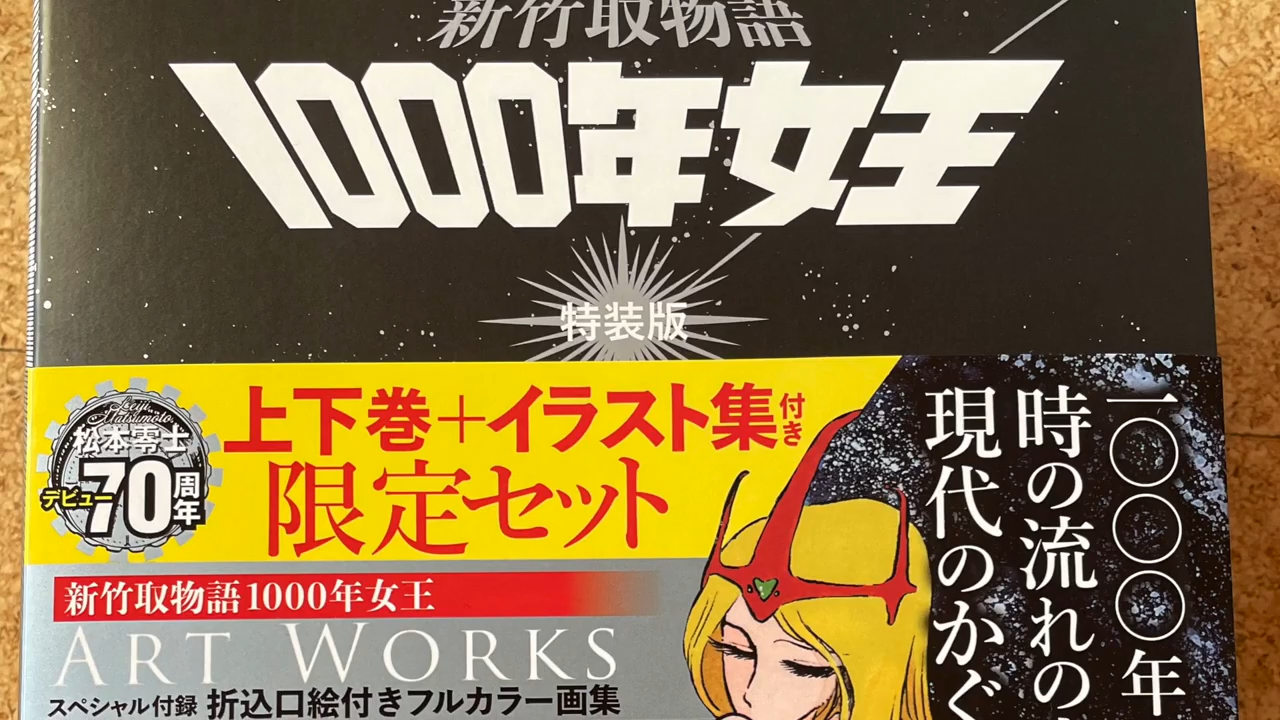 新竹取物語
1000年女王
特装版
Leiji Matsumoto
松本零士
デビュー70周年
上下巻+イラスト集付き
限定セット
新竹取物語1000年女王
ART WORKS
スペシャル付録 折込口絵付きフルカラー画集
一〇〇〇年
時の流れの
現代のかぐ